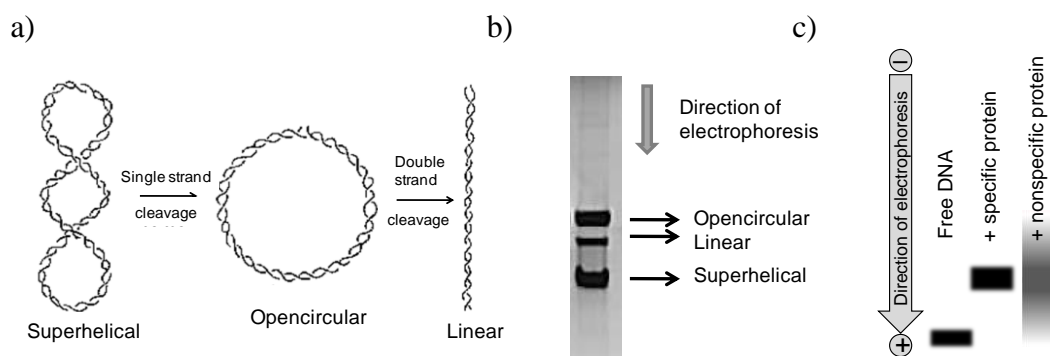 a)
Single strand
cleavage
Double
strand
cleavage
Superhelical
Opencircular
Linear
b)
Direction of
electrophoresis
Opencircular
Linear
Superhelical
c)
−
Direction of electrophoresis
+
Free DNA
+ specific protein
+ nonspecific protein